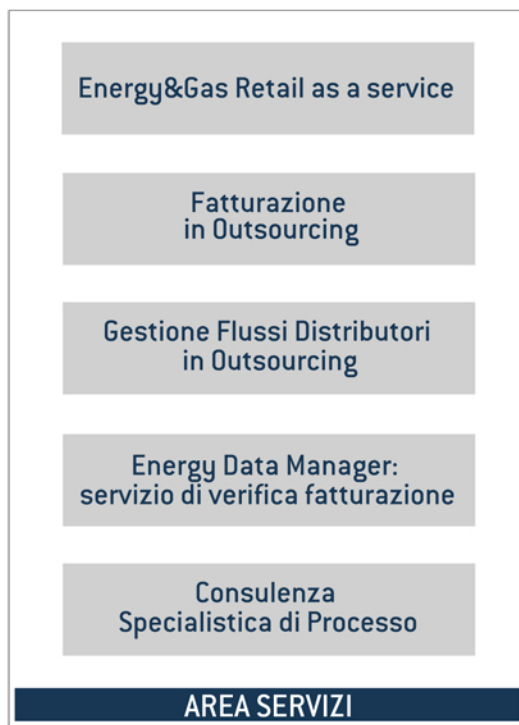 Energy&Gas Retail as a service
Fatturazione
in Outsourcing
Gestione Flussi Distributori
in Outsourcing
Energy Data Manager:
servizio di verifica fatturazione
Consulenza
Specialistica di Processo
AREA SERVIZI